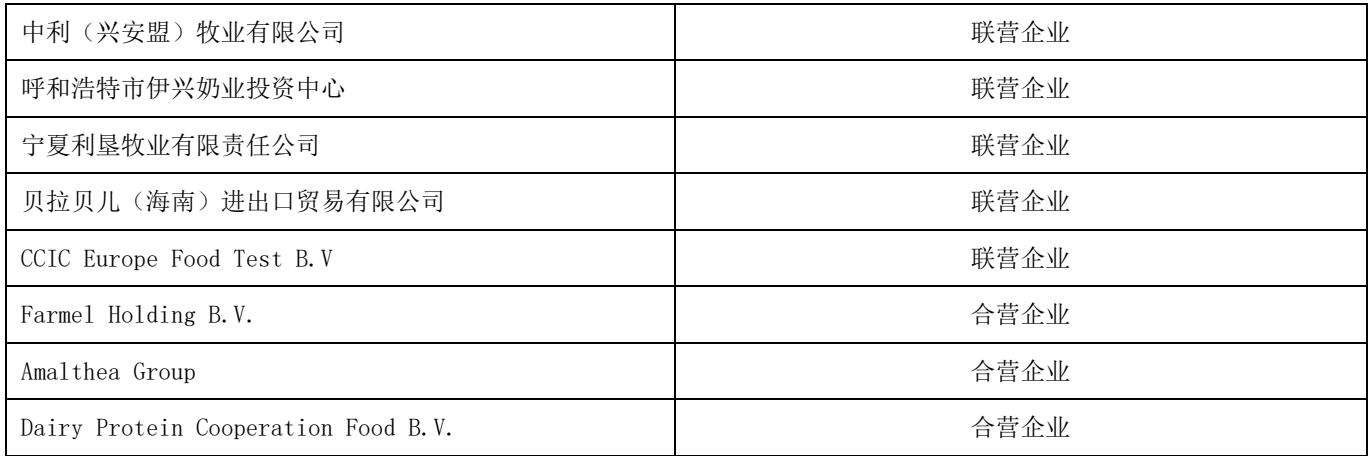 中利（兴安盟）牧业有限公司 联营企业
呼和浩特市伊兴奶业投资中心 联营企业
宁夏利垦牧业有限责任公司 联营企业
贝拉贝儿（海南）进出口贸易有限公司 联营企业
CCIC Europe Food Test B.V 联营企业
Farmel Holding B.V. 合营企业
Amalthea Group 合营企业
Dairy Protein Cooperation Food B.V. 合营企业